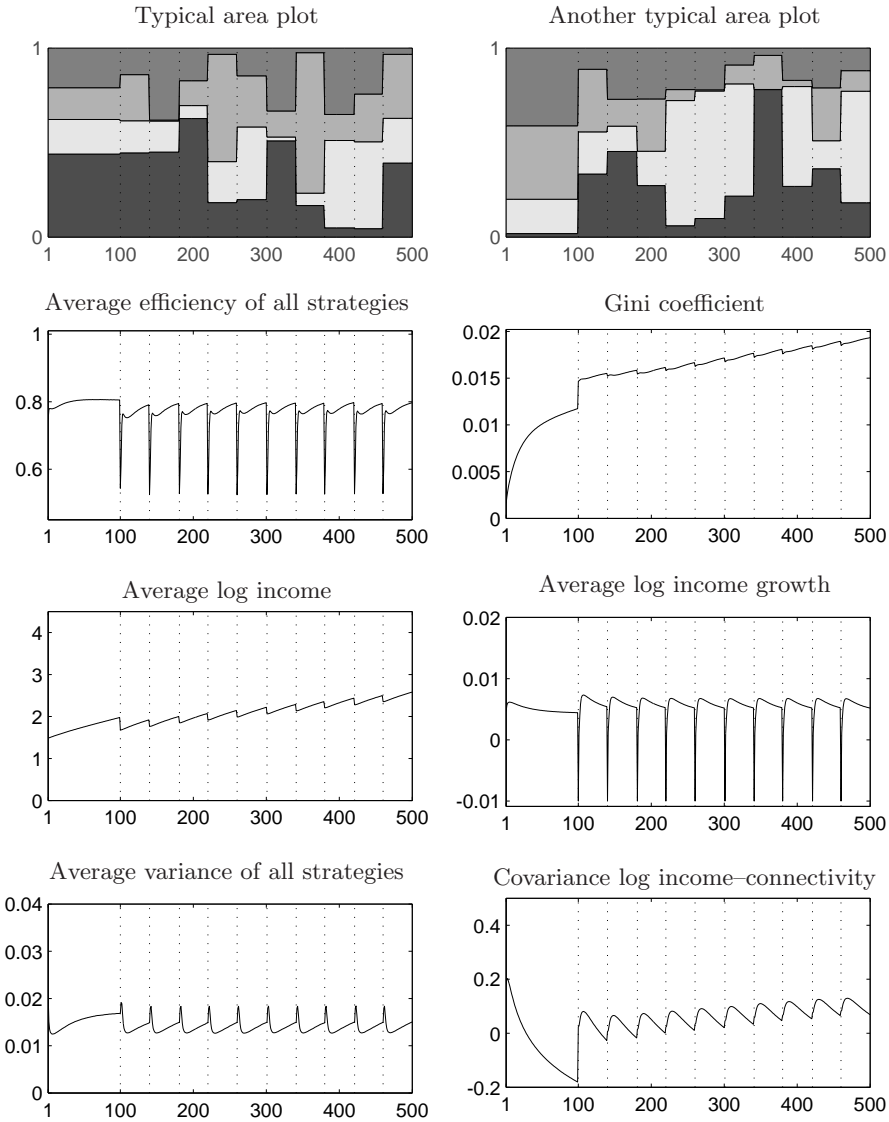 Typical area plot
1
0
1 100 200 300 400 500
Another typical area plot
1
0
1 100 200 300 400 500
Average efficiency of all strategies
1
0.8
0.6
1 100 200 300 400 500
Gini coefficient
0.02
0.015
0.01
0.005
0
1 100 200 300 400 500
Average log income
4
3
2
1
0
1 100 200 300 400 500
Average log income growth
0.02
0.01
0
-0.01
1 100 200 300 400 500
Average variance of all strategies
0.04
0.03
0.02
0.01
0
1 100 200 300 400 500
Covariance log income–connectivity
0.4
0.2
0
-0.2
1 100 200 300 400 500